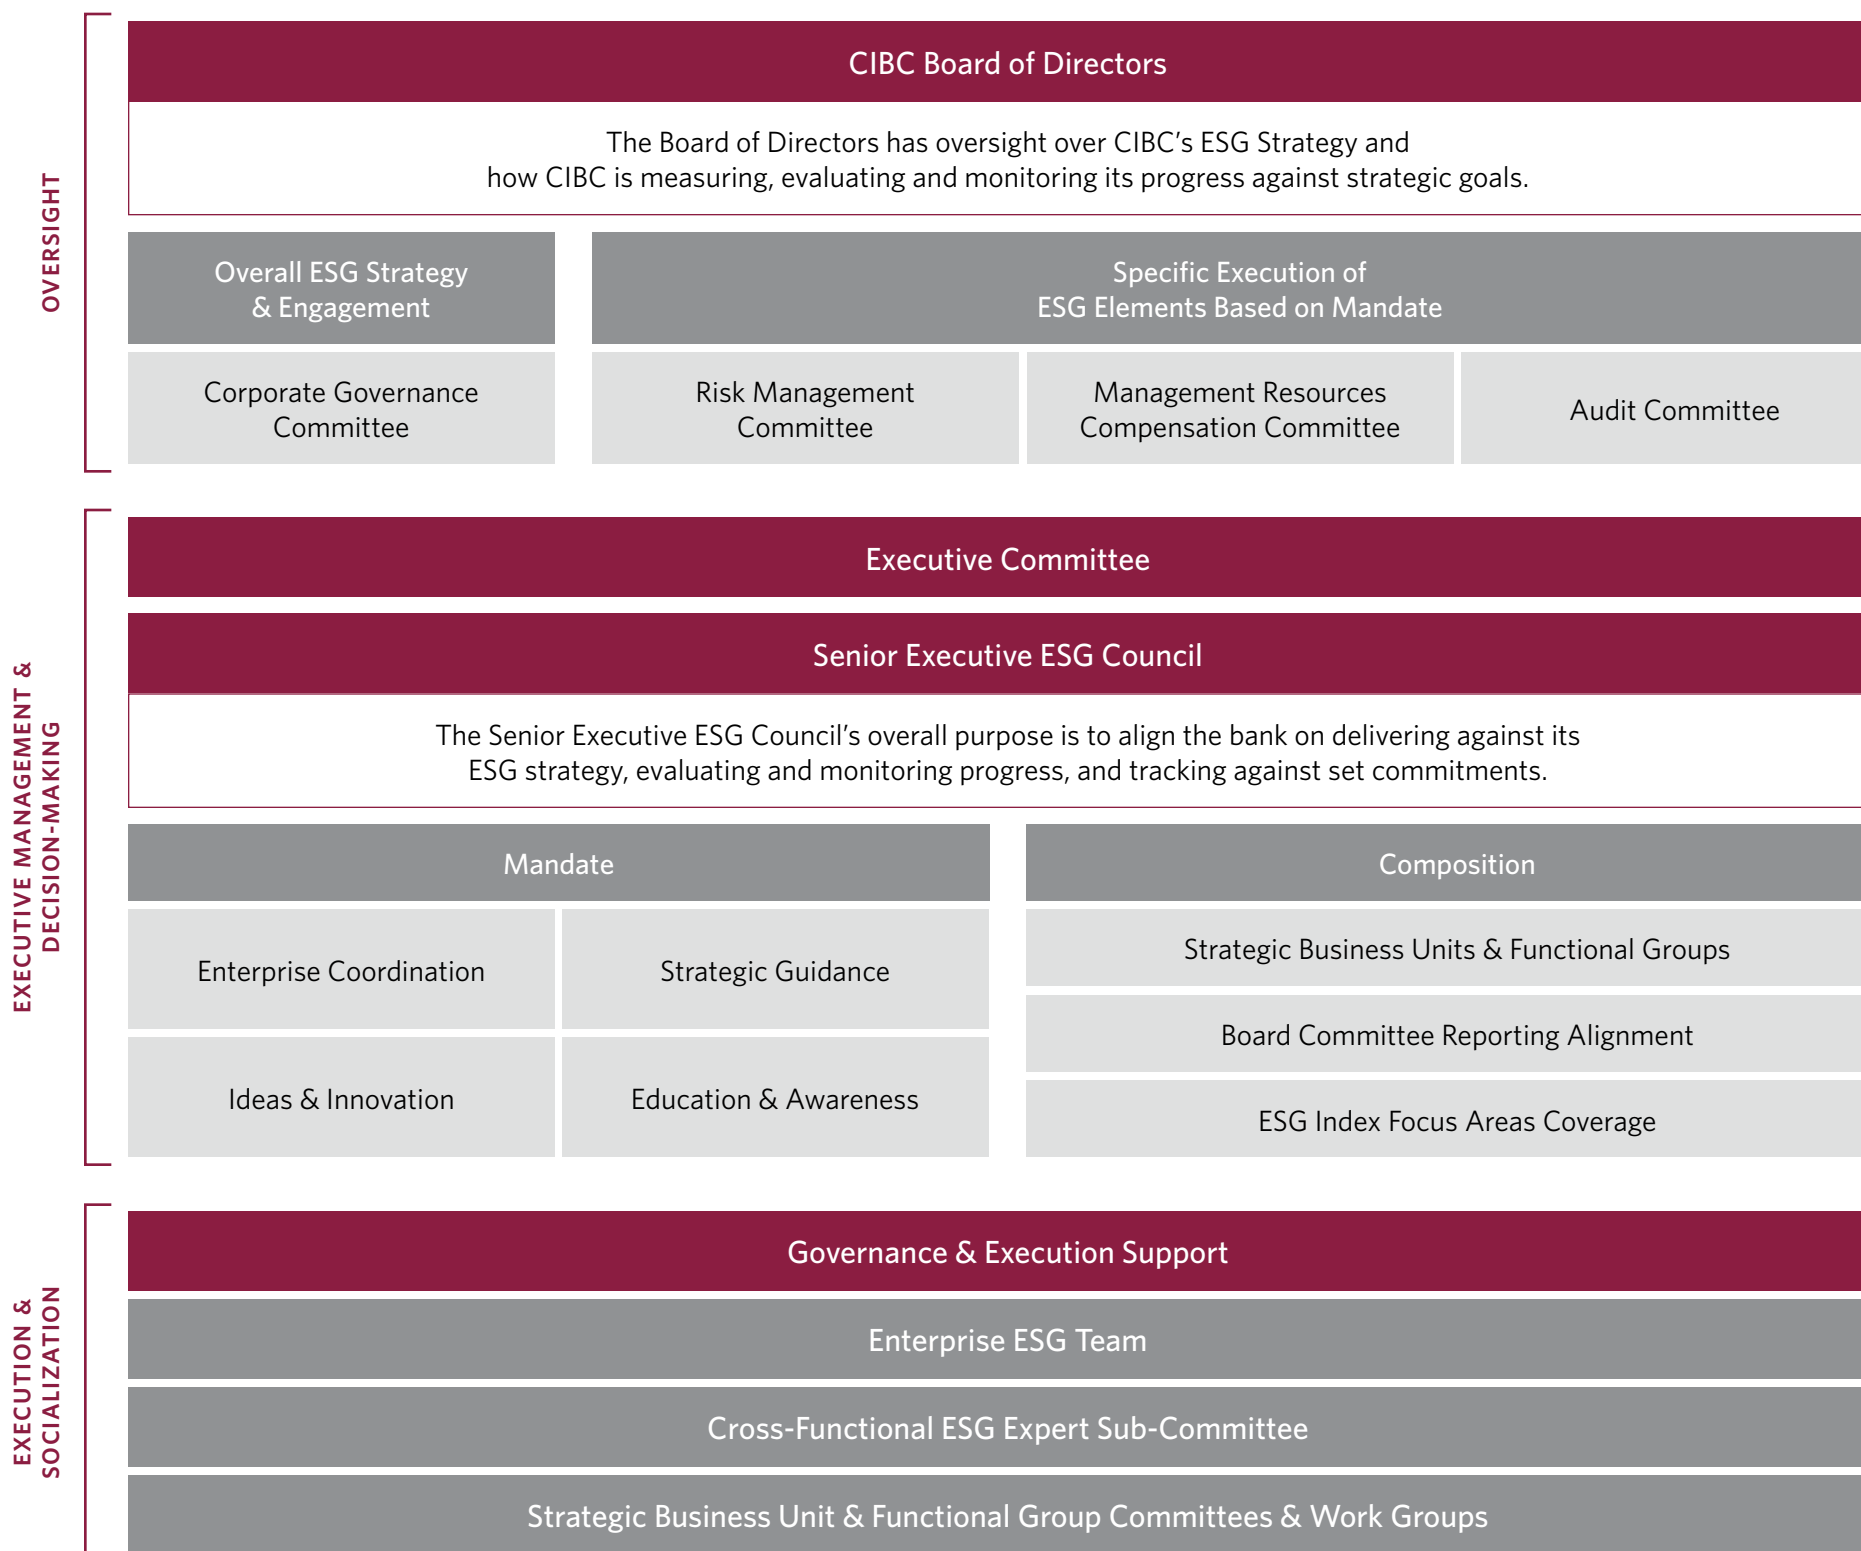 OVERSIGHT
CIBC Board of Directors
The Board of Directors has oversight over CIBC's ESG Strategy and
how CIBC is measuring, evaluating and monitoring its progress against strategic goals.
Overall ESG Strategy
& Engagement
Specific Execution of
ESG Elements Based on Mandate
Corporate Governance
Committee
Risk Management
Committee
Management Resources
Compensation Committee
Audit Committee
EXECUTIVE MANAGEMENT &
DECISION-MAKING
Executive Committee
Senior Executive ESG Council
The Senior Executive ESG Council's overall purpose is to align the bank on delivering against its
ESG strategy, evaluating and monitoring progress, and tracking against set commitments.
Mandate
Enterprise Coordination
Strategic Guidance
Ideas & Innovation
Education & Awareness
Composition
Strategic Business Units & Functional Groups
Board Committee Reporting Alignment
ESG Index Focus Areas Coverage
EXECUTION &
SOCIALIZATION
Governance & Execution Support
Enterprise ESG Team
Cross-Functional ESG Expert Sub-Committee
Strategic Business Unit & Functional Group Committees & Work Groups